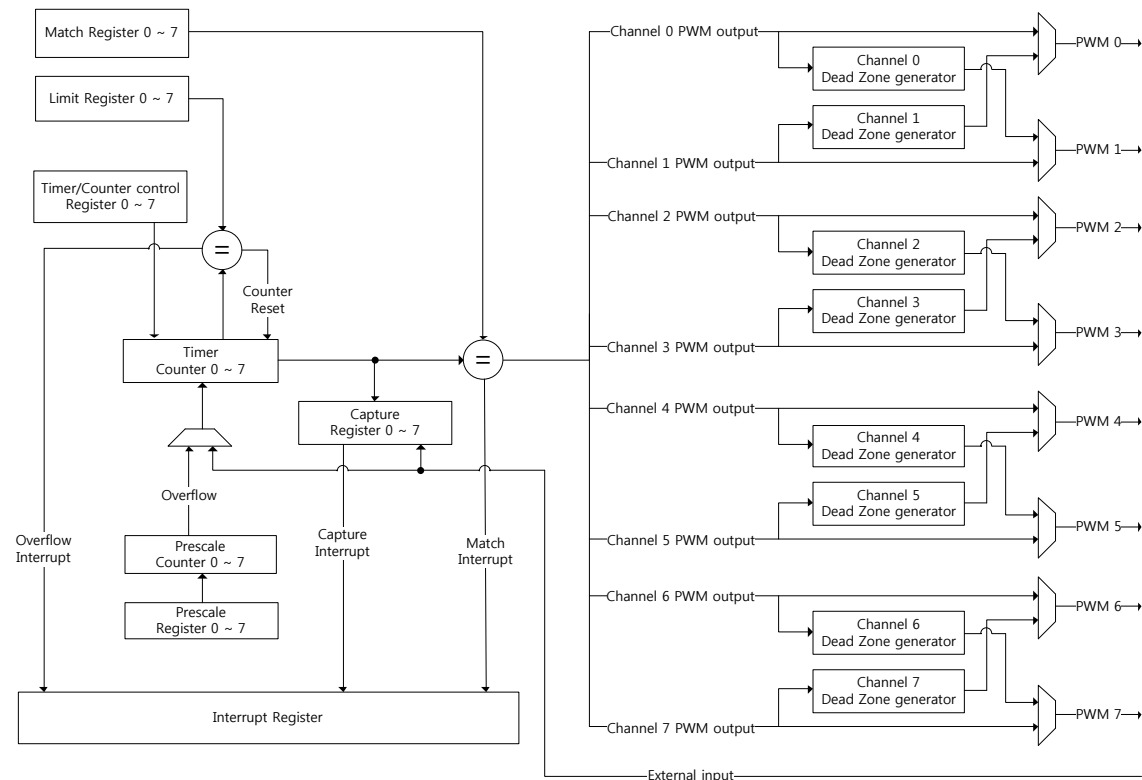 Match Register 0 ~ 7
Limit Register 0 ~ 7
Timer/Counter control
Register 0 ~ 7
=
Counter
Reset
Timer
Counter 0 ~ 7
=
Capture
Register 0 ~ 7
Overflow
Overflow
Interrupt
Capture
Interrupt
Match
Interrupt
Prescale
Counter 0 ~ 7
Prescale
Register 0 ~ 7
Interrupt Register
Channel 0 PWM output
Channel 0
Dead Zone generator
PWM 0
Channel 1
Dead Zone generator
Channel 1 PWM output
PWM 1
Channel 2 PWM output
Channel 2
Dead Zone generator
PWM 2
Channel 3
Dead Zone generator
Channel 3 PWM output
PWM 3
Channel 4 PWM output
Channel 4
Dead Zone generator
PWM 4
Channel 5
Dead Zone generator
Channel 5 PWM output
PWM 5
Channel 6 PWM output
Channel 6
Dead Zone generator
PWM 6
Channel 7
Dead Zone generator
Channel 7 PWM output
PWM 7
External input